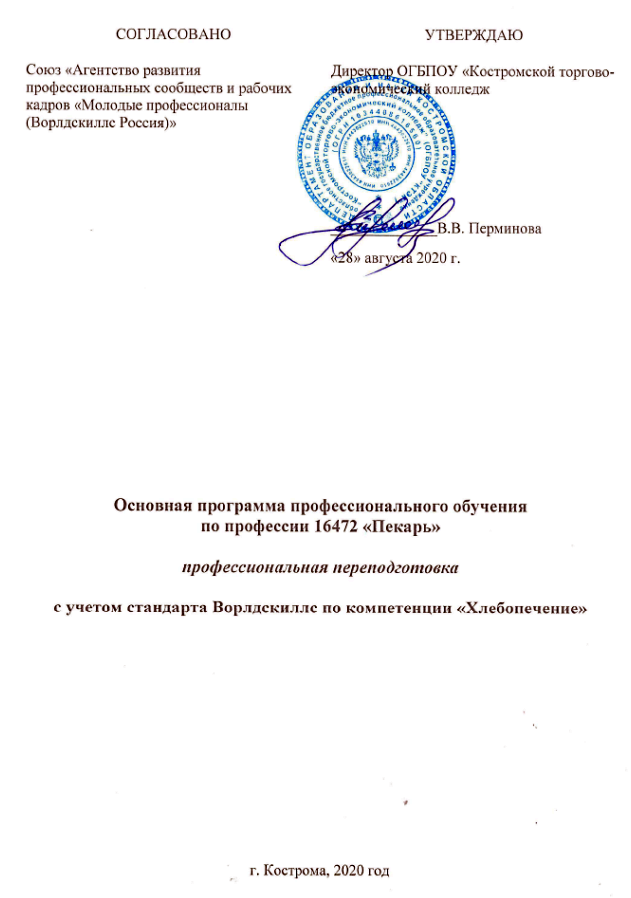 СОГЛАСОВАНО
Союз «Агентство развития
профессиональных сообществ и рабочих
кадров «Молодые профессионалы
(Ворлдскиллс Россия)»
УТВЕРЖДАЮ
Директор ОГБПОУ «Костромской торгово-
экономический колледж
В.В. Перминова
«28» августа 2020 г.
Основная программа профессионального обучения
по профессии 16472 «Пекарь»
профессиональная переподготовка
с учетом стандарта Ворлдскиллс по компетенции «Хлебопечение»
г. Кострома, 2020 год